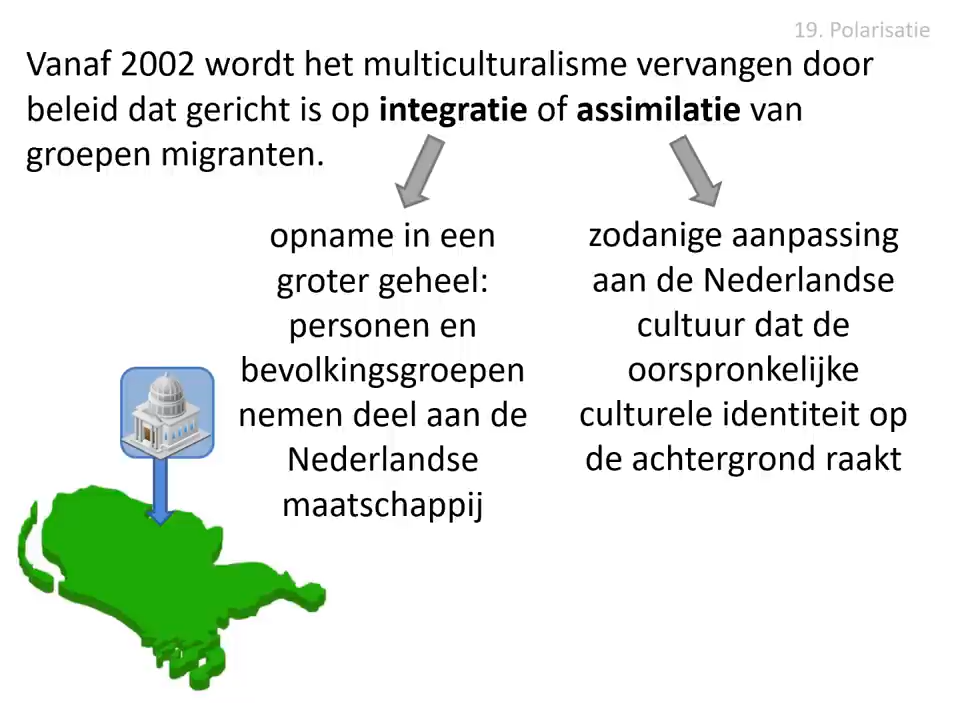 19. Polarisatie
Vanaf 2002 wordt het multiculturalisme vervangen door
beleid dat gericht is op integratie of assimilatie van
groepen migranten.
opname in een
groter geheel:
personen en
bevolkingsgroepen
nemen deel aan de
Nederlandse
maatschappij
zodanige aanpassing
aan de Nederlandse
cultuur dat de
oorspronkelijke
culturele identiteit op
de achtergrond raakt